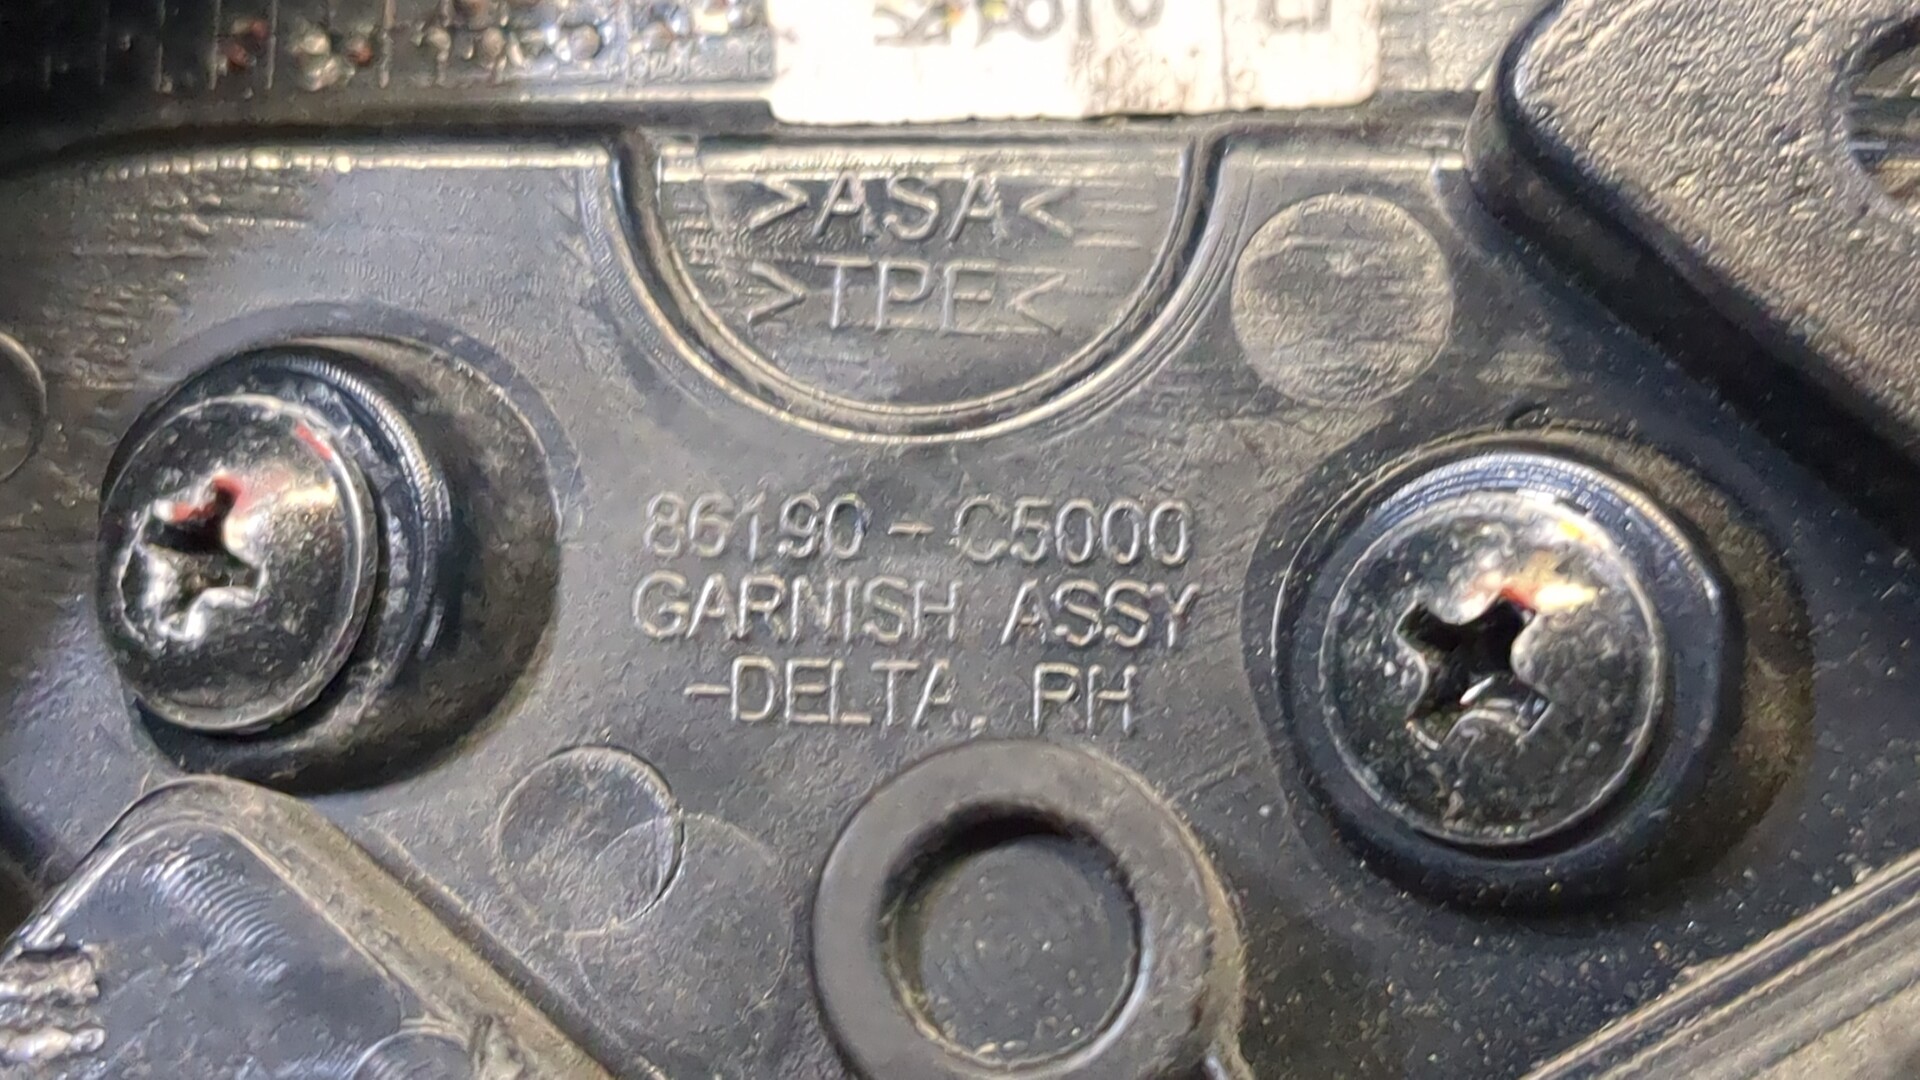 >ASA<
>TPE<
86190-C5000
GARNISH ASSY
-DELTA, RH